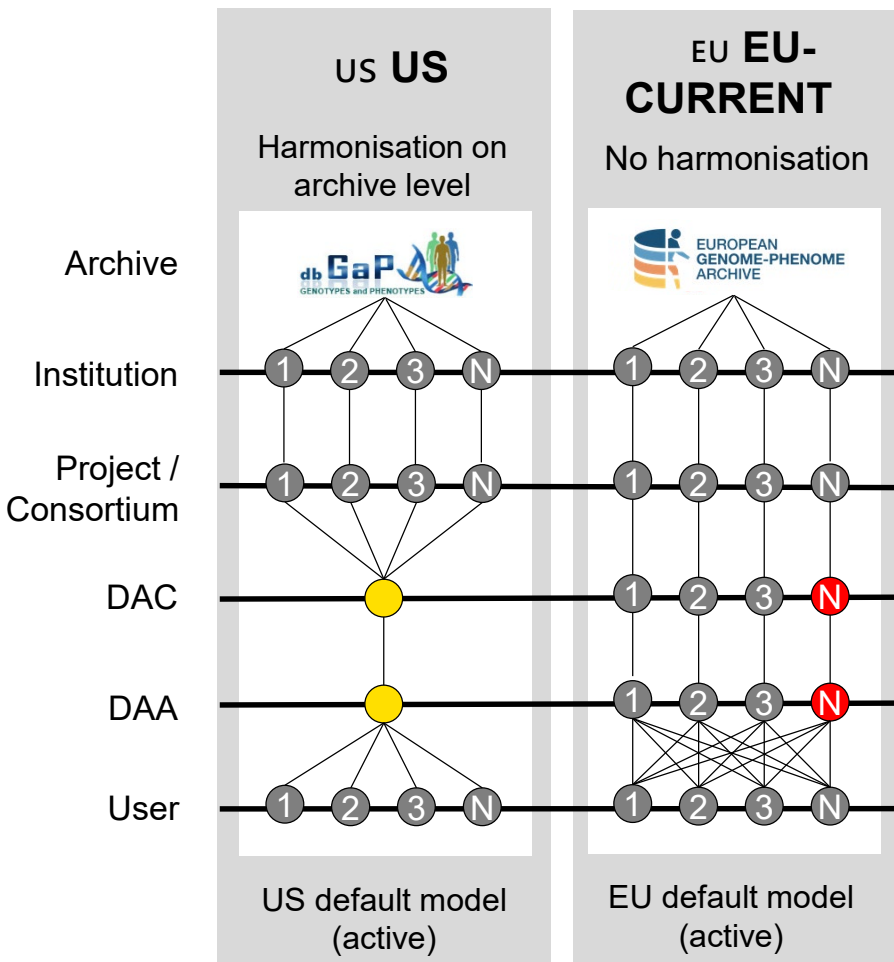 US US
Harmonisation on
archive level
EU EU-
CURRENT
No harmonisation
Archive
db GaP
GENOTYPES and PHENOTYPES
EUROPEAN
GENOME-PHENOME
ARCHIVE
Institution
1 2 3 N
1 2 3 N
Project /
Consortium
1 2 3 N
1 2 3 N
DAC
1 2 3 N
DAA
1 2 3 N
User
1 2 3 N
1 2 3 N
US default model
(active)
EU default model
(active)